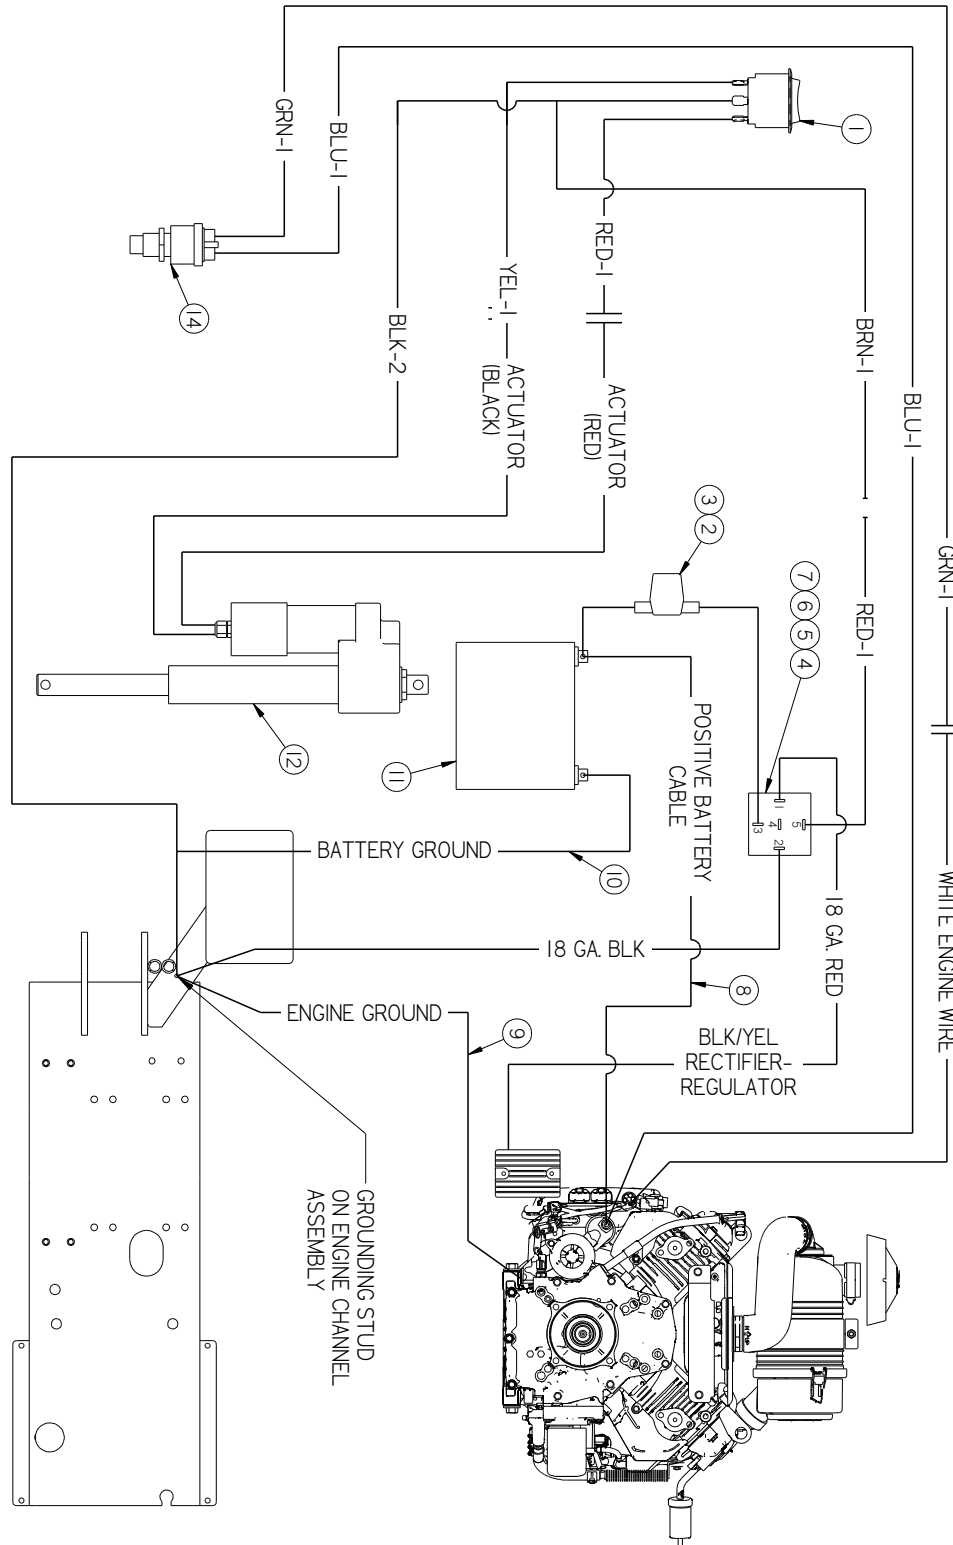 GRN-1
BLU-1
14
1
RED-1
YEL-1
BLK-2
ACTUATOR
(BLACK)
ACTUATOR
(RED)
BRN-1
BLU-1
GRN-1
3
2
7
6
5
4
RED-1
12
11
POSITIVE BATTERY
CABLE
1
5
4
3
2
BATTERY GROUND
10
18 GA. BLK
18 GA. RED
WHITE ENGINE WIRE
8
ENGINE GROUND
9
BLK/YEL
RECTIFIER-
REGULATOR
GROUNDING STUD
ON ENGINE CHANNEL
ASSEMBLY